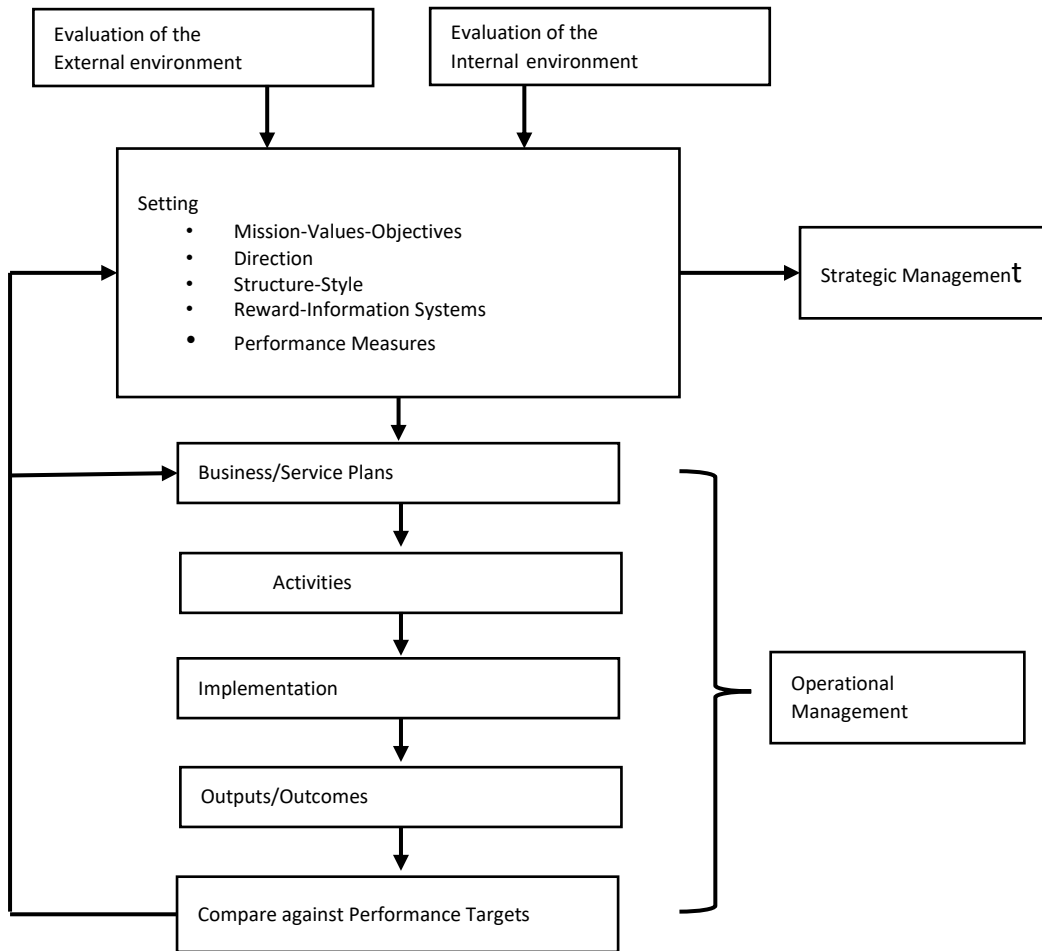 Evaluation of the
External environment
Evaluation of the
Internal environment
Setting
• Mission-Values-Objectives
• Direction
• Structure-Style
• Reward-Information Systems
• Performance Measures
Strategic Management
Business/Service Plans
Activities
Implementation
Operational
Management
Outputs/Outcomes
Compare against Performance Targets